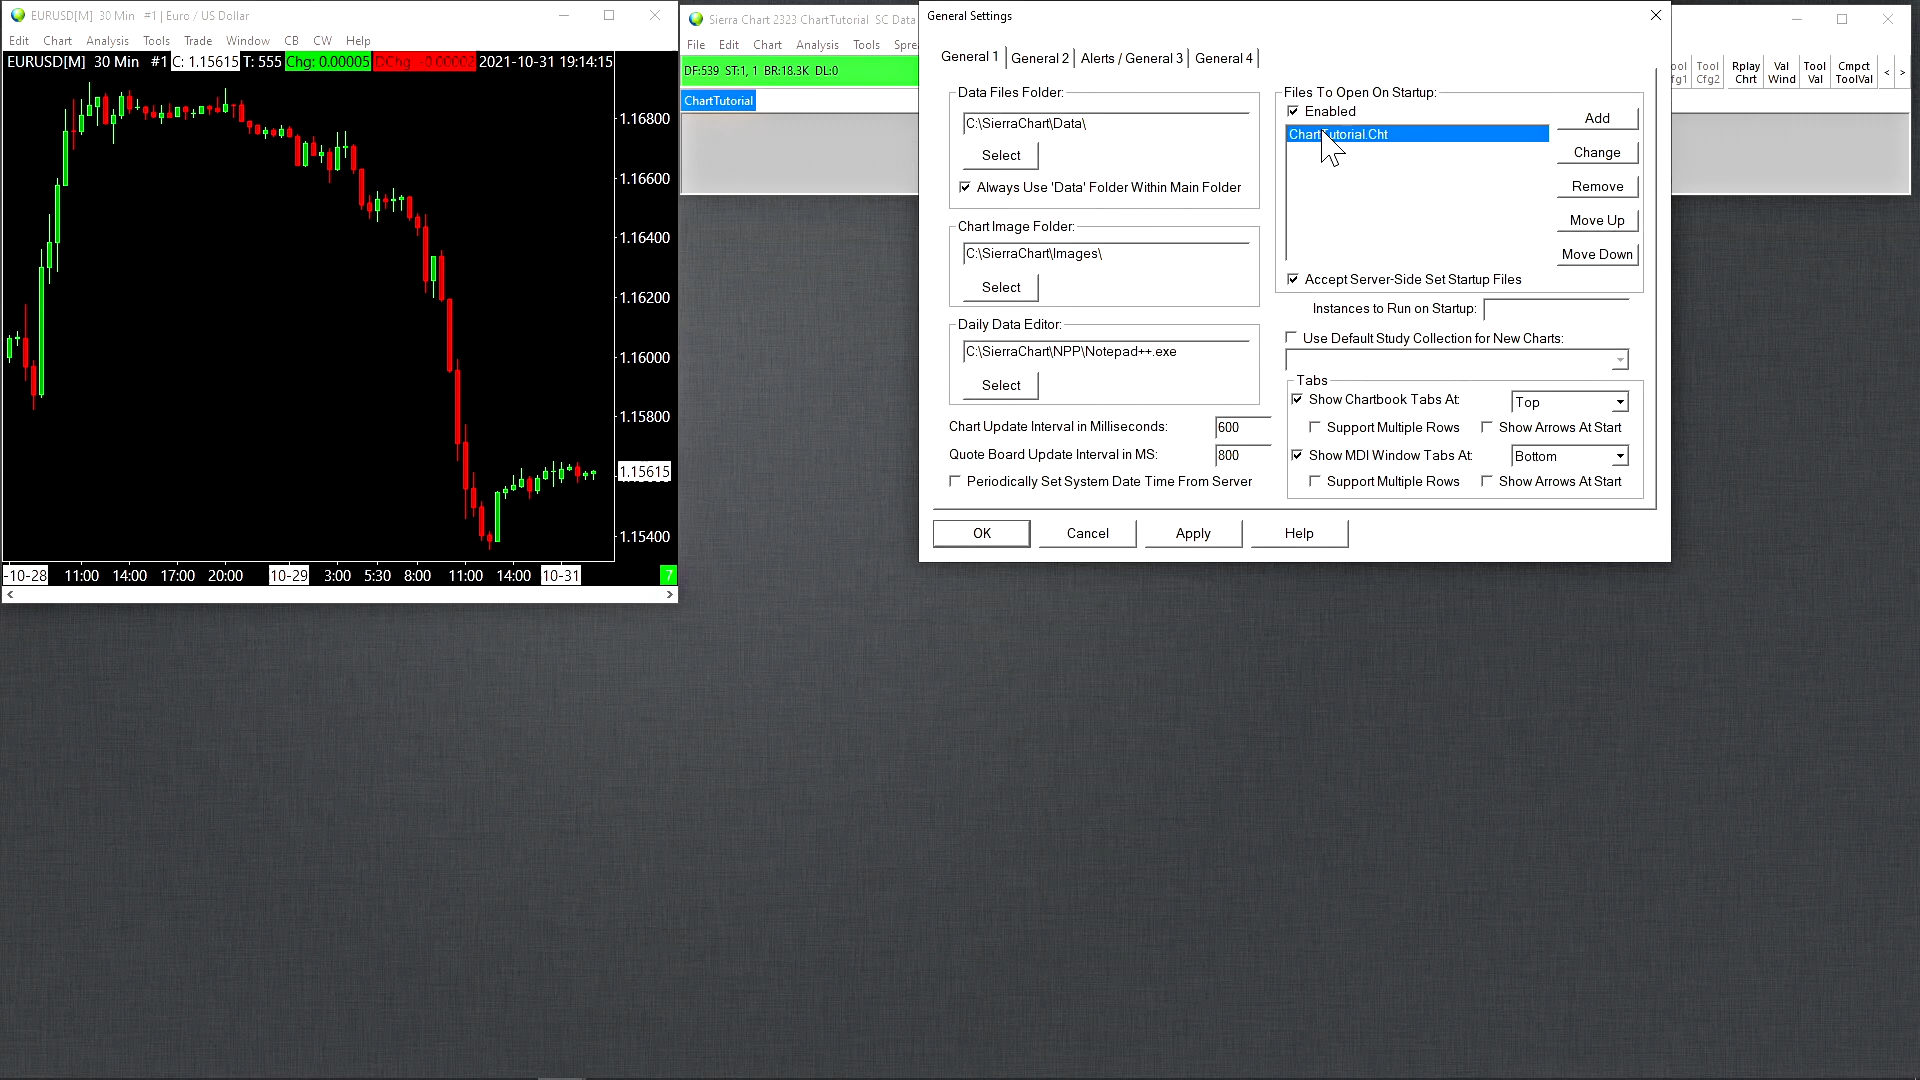 EURUSD[M] 30 Min #1 | Euro / US Dollar
Edit Chart Analysis Tools Trade Window CB CW Help
EURUSD[M] 30 Min #1 C: 1.15615 T: 555 Chg: 0.00005 DChg: -0.00002 2021-10-31 19:14:15
1.16800
1.16600
1.16400
1.16200
1.16000
1.15800
1.15615
1.15400
-10-28 11:00 14:00 17:00 20:00 10-29 3:00 5:30 8:00 11:00 14:00 10-31 7
< >
Sierra Chart 2323 ChartTutorial SC Data
File Edit Chart Analysis Tools Spre
DF:539 ST:1, 1 BR:18.3K DL:0
ChartTutorial
General Settings
General 1 General 2 Alerts / General 3 General 4
Data Files Folder:
C:\SierraChart\Data\
Select
Always Use 'Data' Folder Within Main Folder
Chart Image Folder:
C:\SierraChart\Images\
Select
Daily Data Editor:
C:\SierraChart\NPP\Notepad++.exe
Select
Chart Update Interval in Milliseconds: 600
Quote Board Update Interval in MS: 800
Periodically Set System Date Time From Server
Files To Open On Startup:
Enabled
ChartTutorial.Cht
Add
Change
Remove
Move Up
Move Down
Accept Server-Side Set Startup Files
Instances to Run on Startup:
Use Default Study Collection for New Charts:
Tabs
Show Chartbook Tabs At: Top
Support Multiple Rows Show Arrows At Start
Show MDI Window Tabs At: Bottom
Support Multiple Rows Show Arrows At Start
OK Cancel Apply Help
ool Tool Rplay Val Tool Cmpct
fg1 Cfg2 Chrt Wind Val ToolVal < >